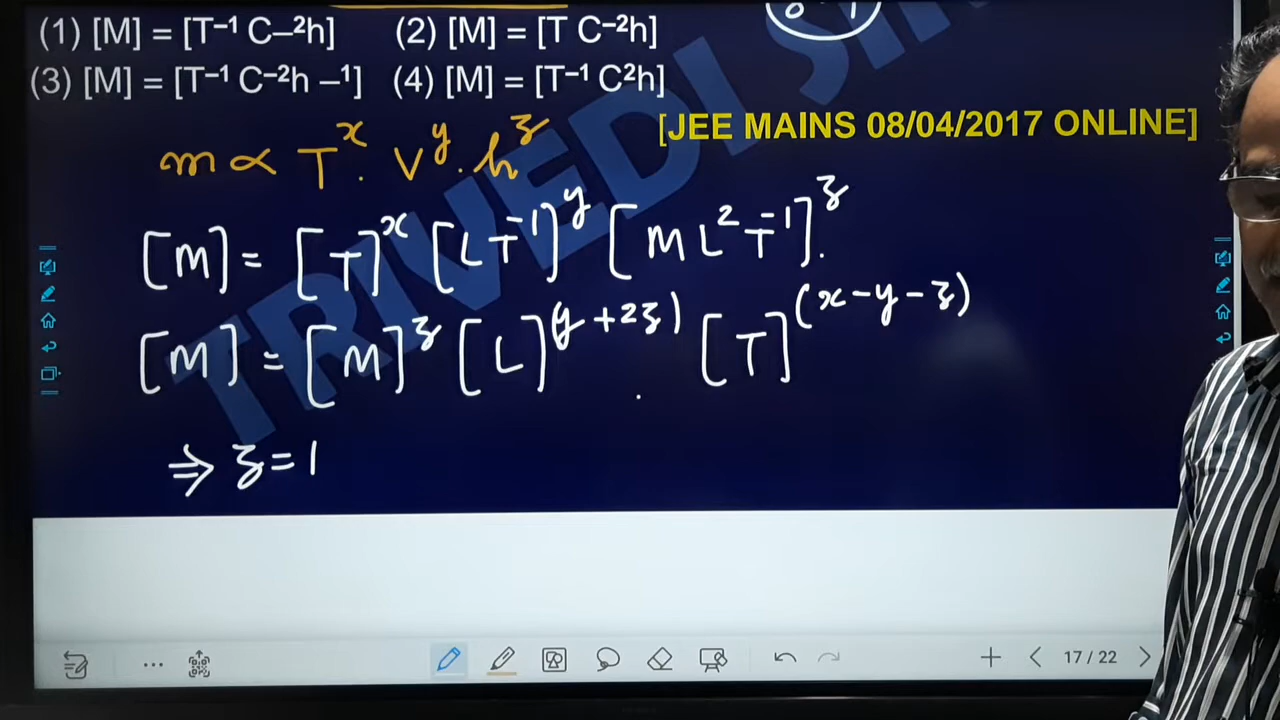 (1) [M] = [T⁻¹ C–²h] (2) [M] = [T C⁻²h]
(3) [M] = [T⁻¹ C⁻²h –¹] (4) [M] = [T⁻¹ C²h]
[JEE MAINS 08/04/2017 ONLINE]
m ∝ Tˣ . Vʸ . hᶻ
[M] = [T]ˣ [LT⁻¹]ʸ [ML²T⁻¹]ᶻ.
[M] = [M]ᶻ [L]⁽ʸ⁺²ᶻ⁾ [T]⁽ˣ⁻ʸ⁻ᶻ⁾
⇒ z = 1
TRIVEDI
17 / 22